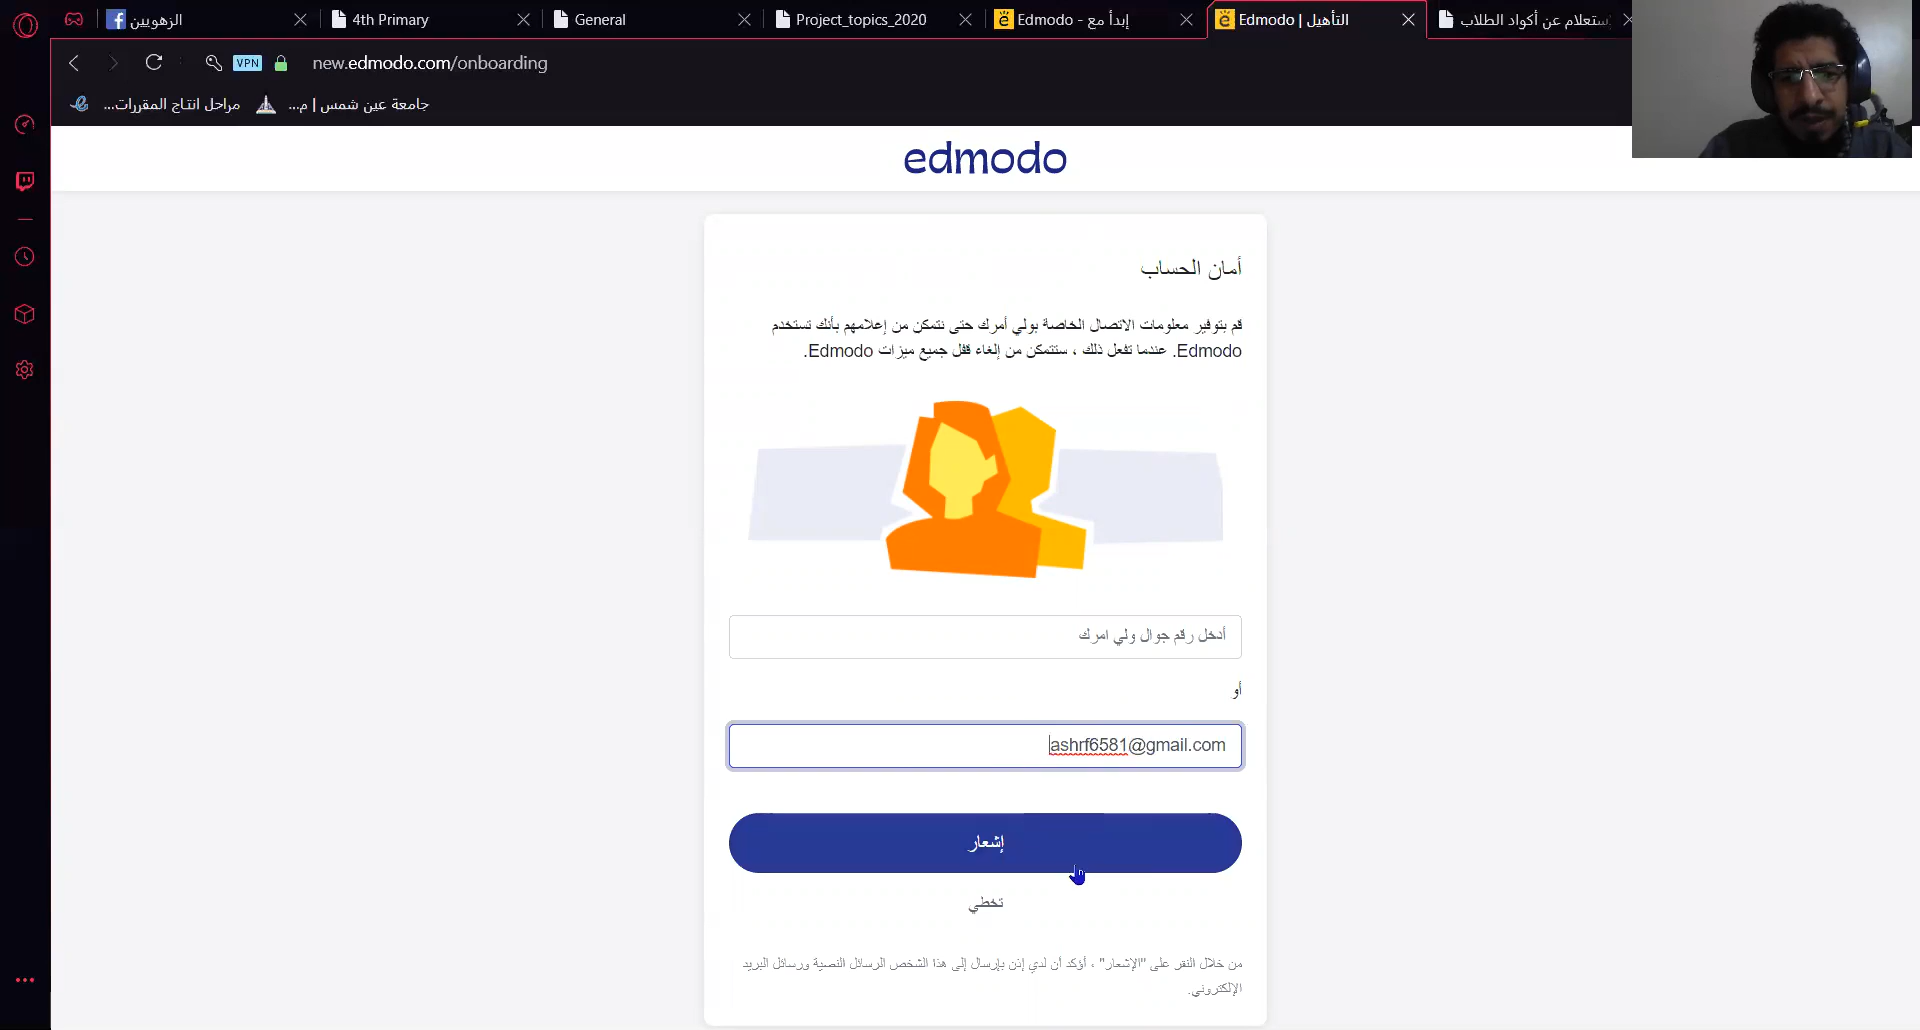 الزهويين
4th Primary
General
Project_topics_2020
Edmodo - إبدأ مع
Edmodo | التأهيل
إستعلام عن أكواد الطلاب
VPN
new.edmodo.com/onboarding
مراحل انتاج المقررات...
جامعة عين شمس | م...
edmodo
أمان الحساب
قم بتوفير معلومات الاتصال الخاصة بولي أمرك حتى نتمكن من إعلامهم بأنك تستخدم
Edmodo. عندما تفعل ذلك ، ستتمكن من إلغاء قفل جميع ميزات Edmodo.
أدخل رقم جوال ولي امرك
أو
ashrf6581@gmail.com
إشعار
تخطي
من خلال النقر على "الإشعار" ، أؤكد أن لدي إذن بإرسال إلى هذا الشخص الرسائل النصية ورسائل البريد
الإلكتروني.